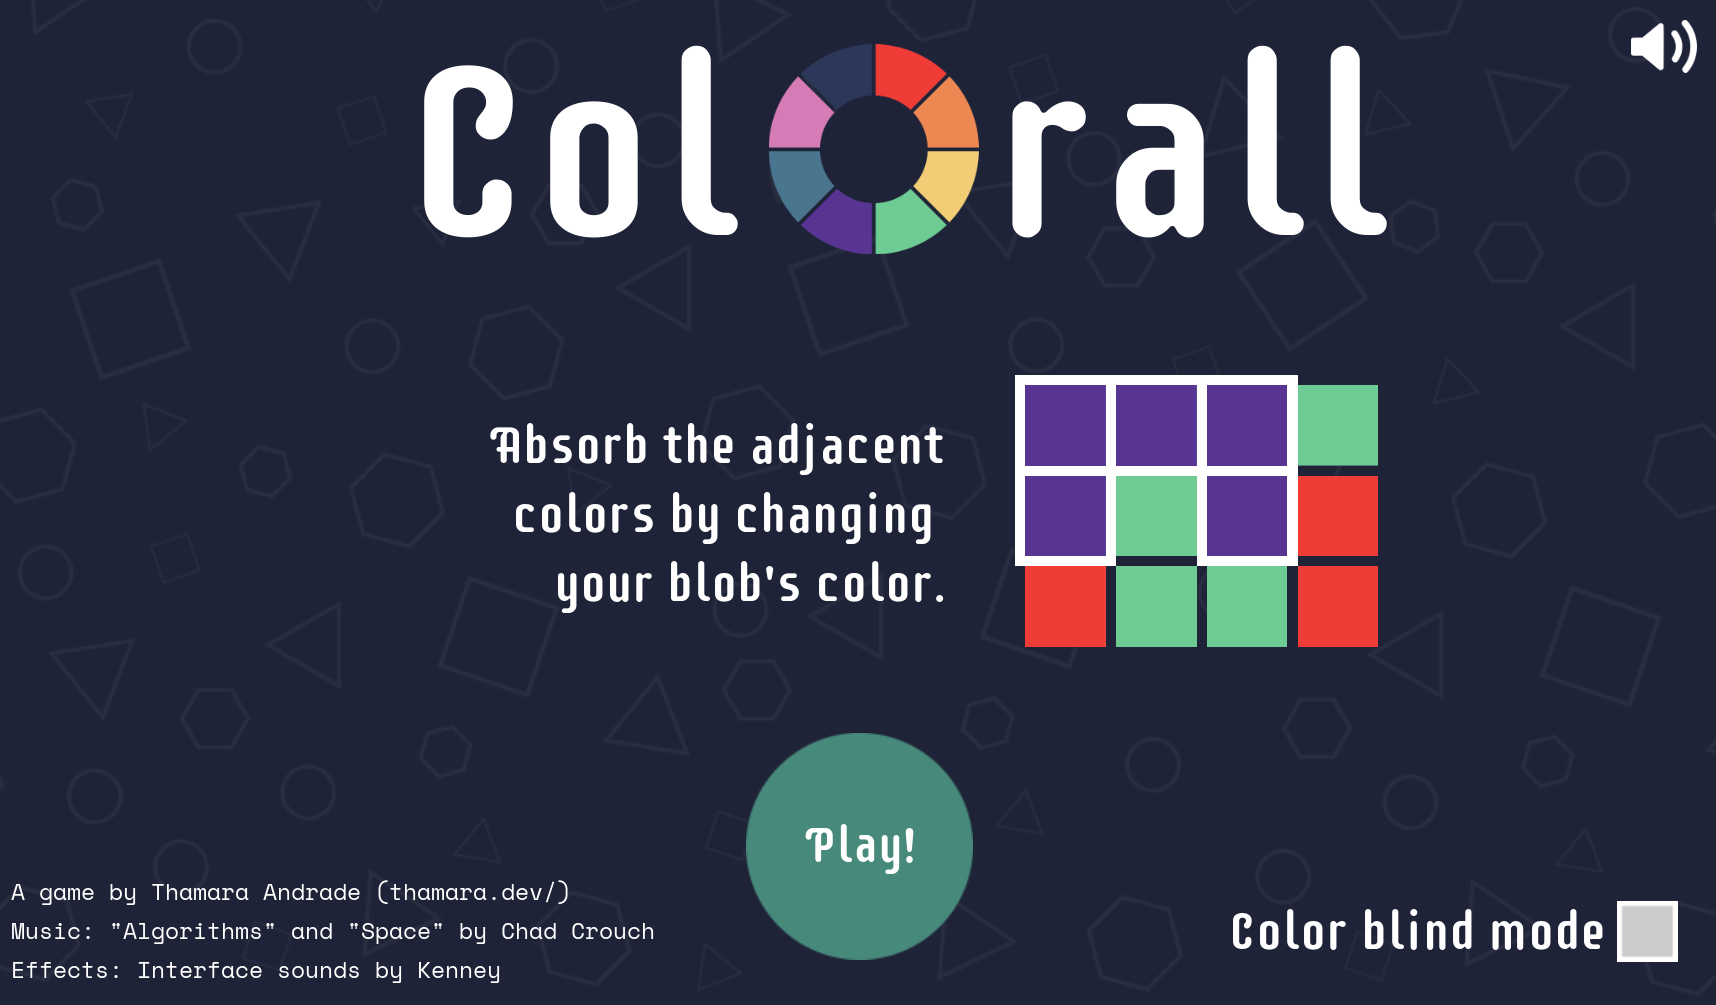 Colorall
Absorb the adjacent
colors by changing
your blob's color.
Play!
A game by Thamara Andrade (thamara.dev/)
Music: "Algorithms" and "Space" by Chad Crouch
Effects: Interface sounds by Kenney
Color blind mode